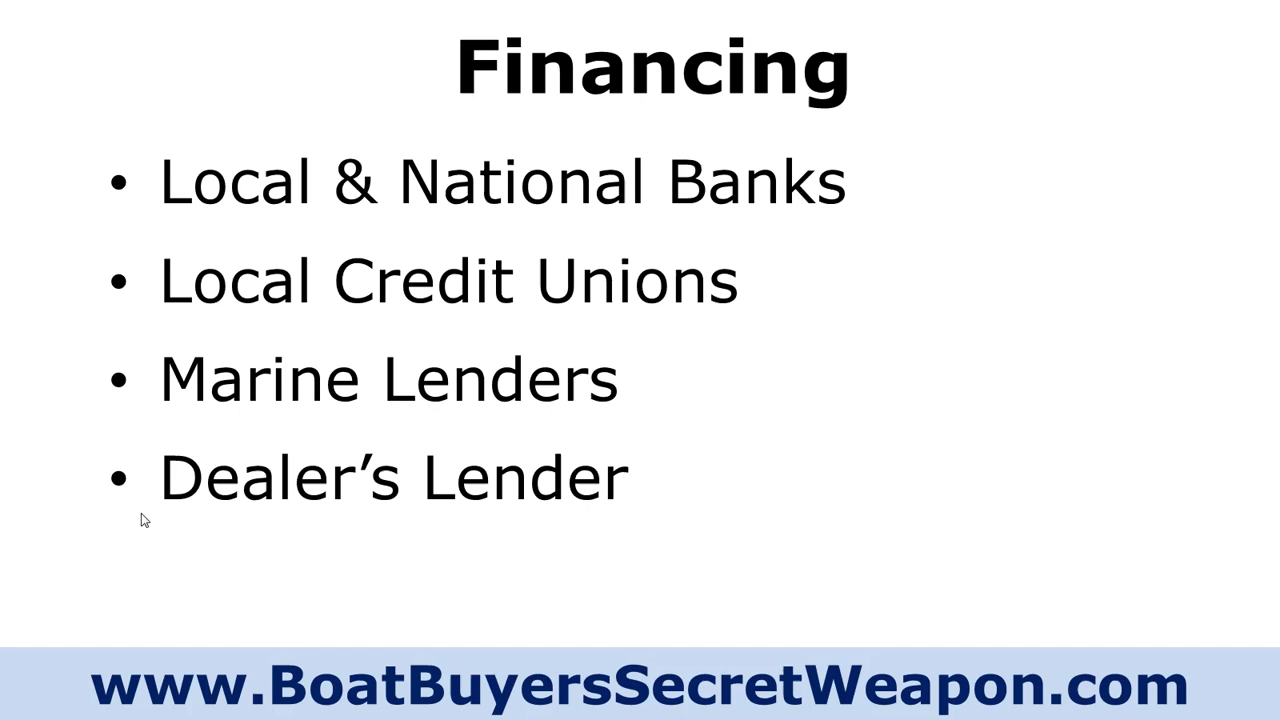 Financing
• Local & National Banks
• Local Credit Unions
• Marine Lenders
• Dealer’s Lender
www.BoatBuyersSecretWeapon.com